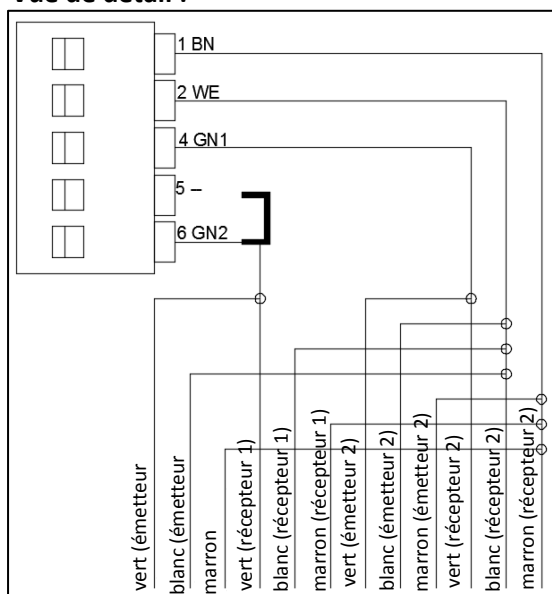 Vue de détail :
1 BN
2 WE
4 GN1
5 –
6 GN2
vert (émetteur
blanc (émetteur
marron
vert (récepteur 1)
blanc (récepteur 1)
marron (récepteur 1)
vert (émetteur 2)
blanc (émetteur 2)
marron (émetteur 2)
vert (récepteur 2)
blanc (récepteur 2)
marron (récepteur 2)